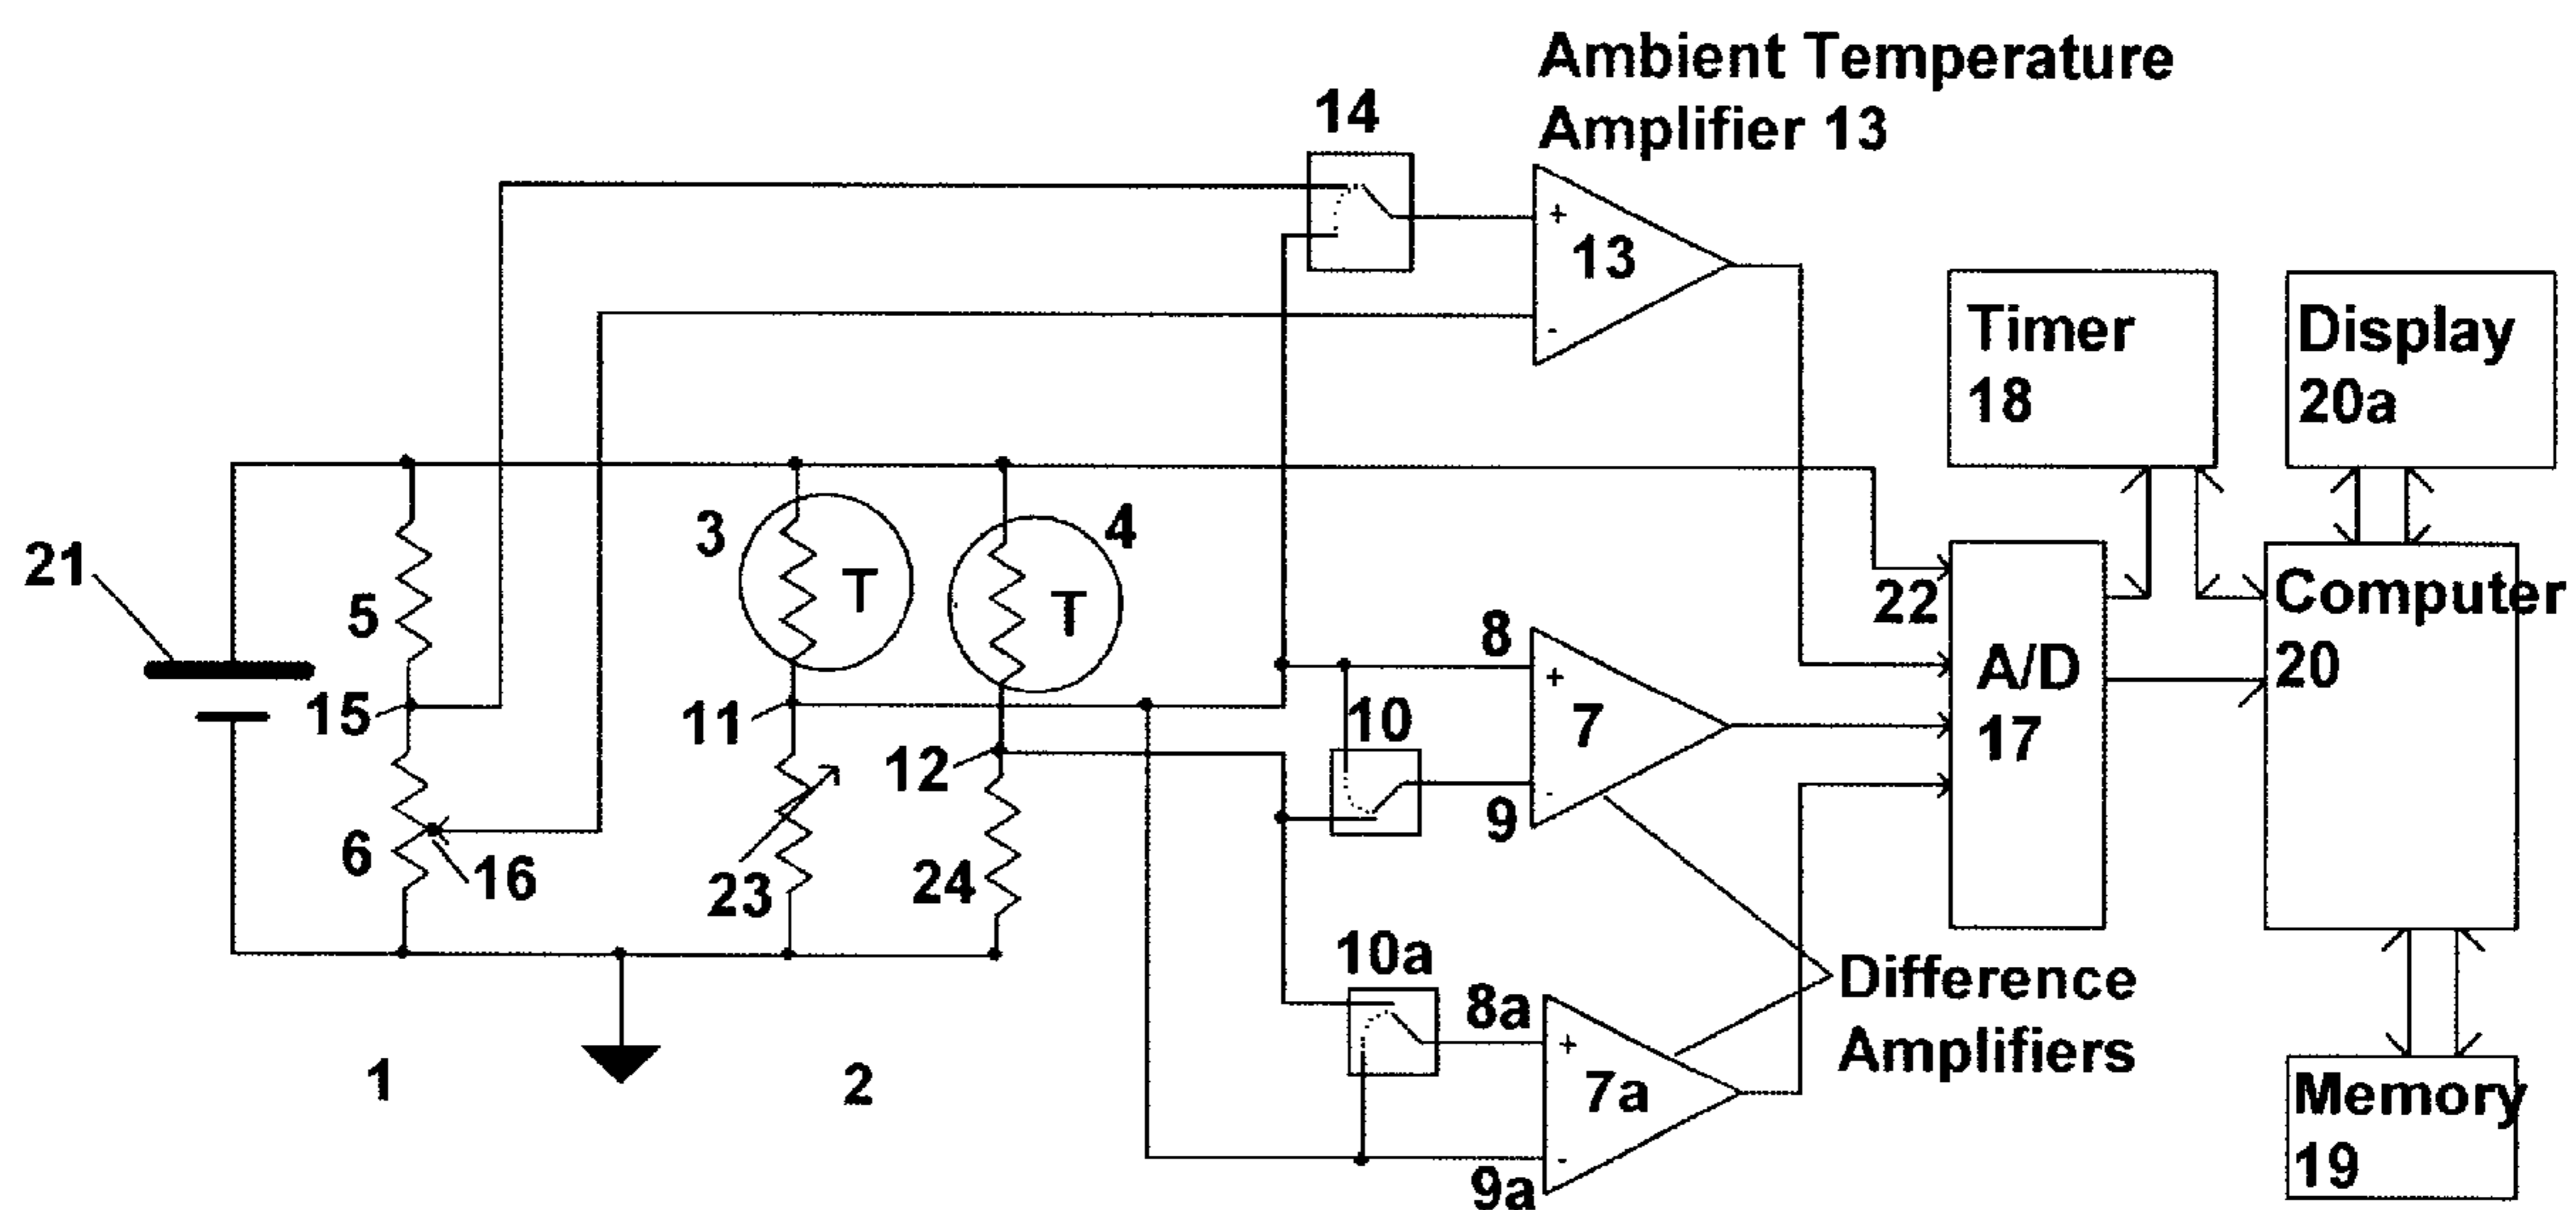 Ambient Temperature
Amplifier 13
14
+
13
-
Timer
18
Display
20a
3
T
4
T
21
5
22
Computer
20
15
11
8
+
7
A/D
17
10
12
9
-
6
16
23
24
10a
8a
+
7a
-
9a
Difference
Amplifiers
1
2
Memory
19